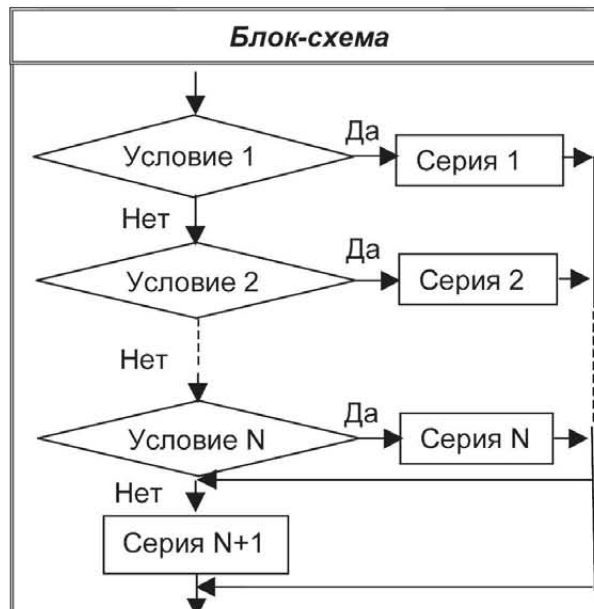 Блок-схема
Условие 1
Да
Серия 1
Нет
Условие 2
Да
Серия 2
Нет
Условие N
Да
Серия N
Нет
Серия N+1